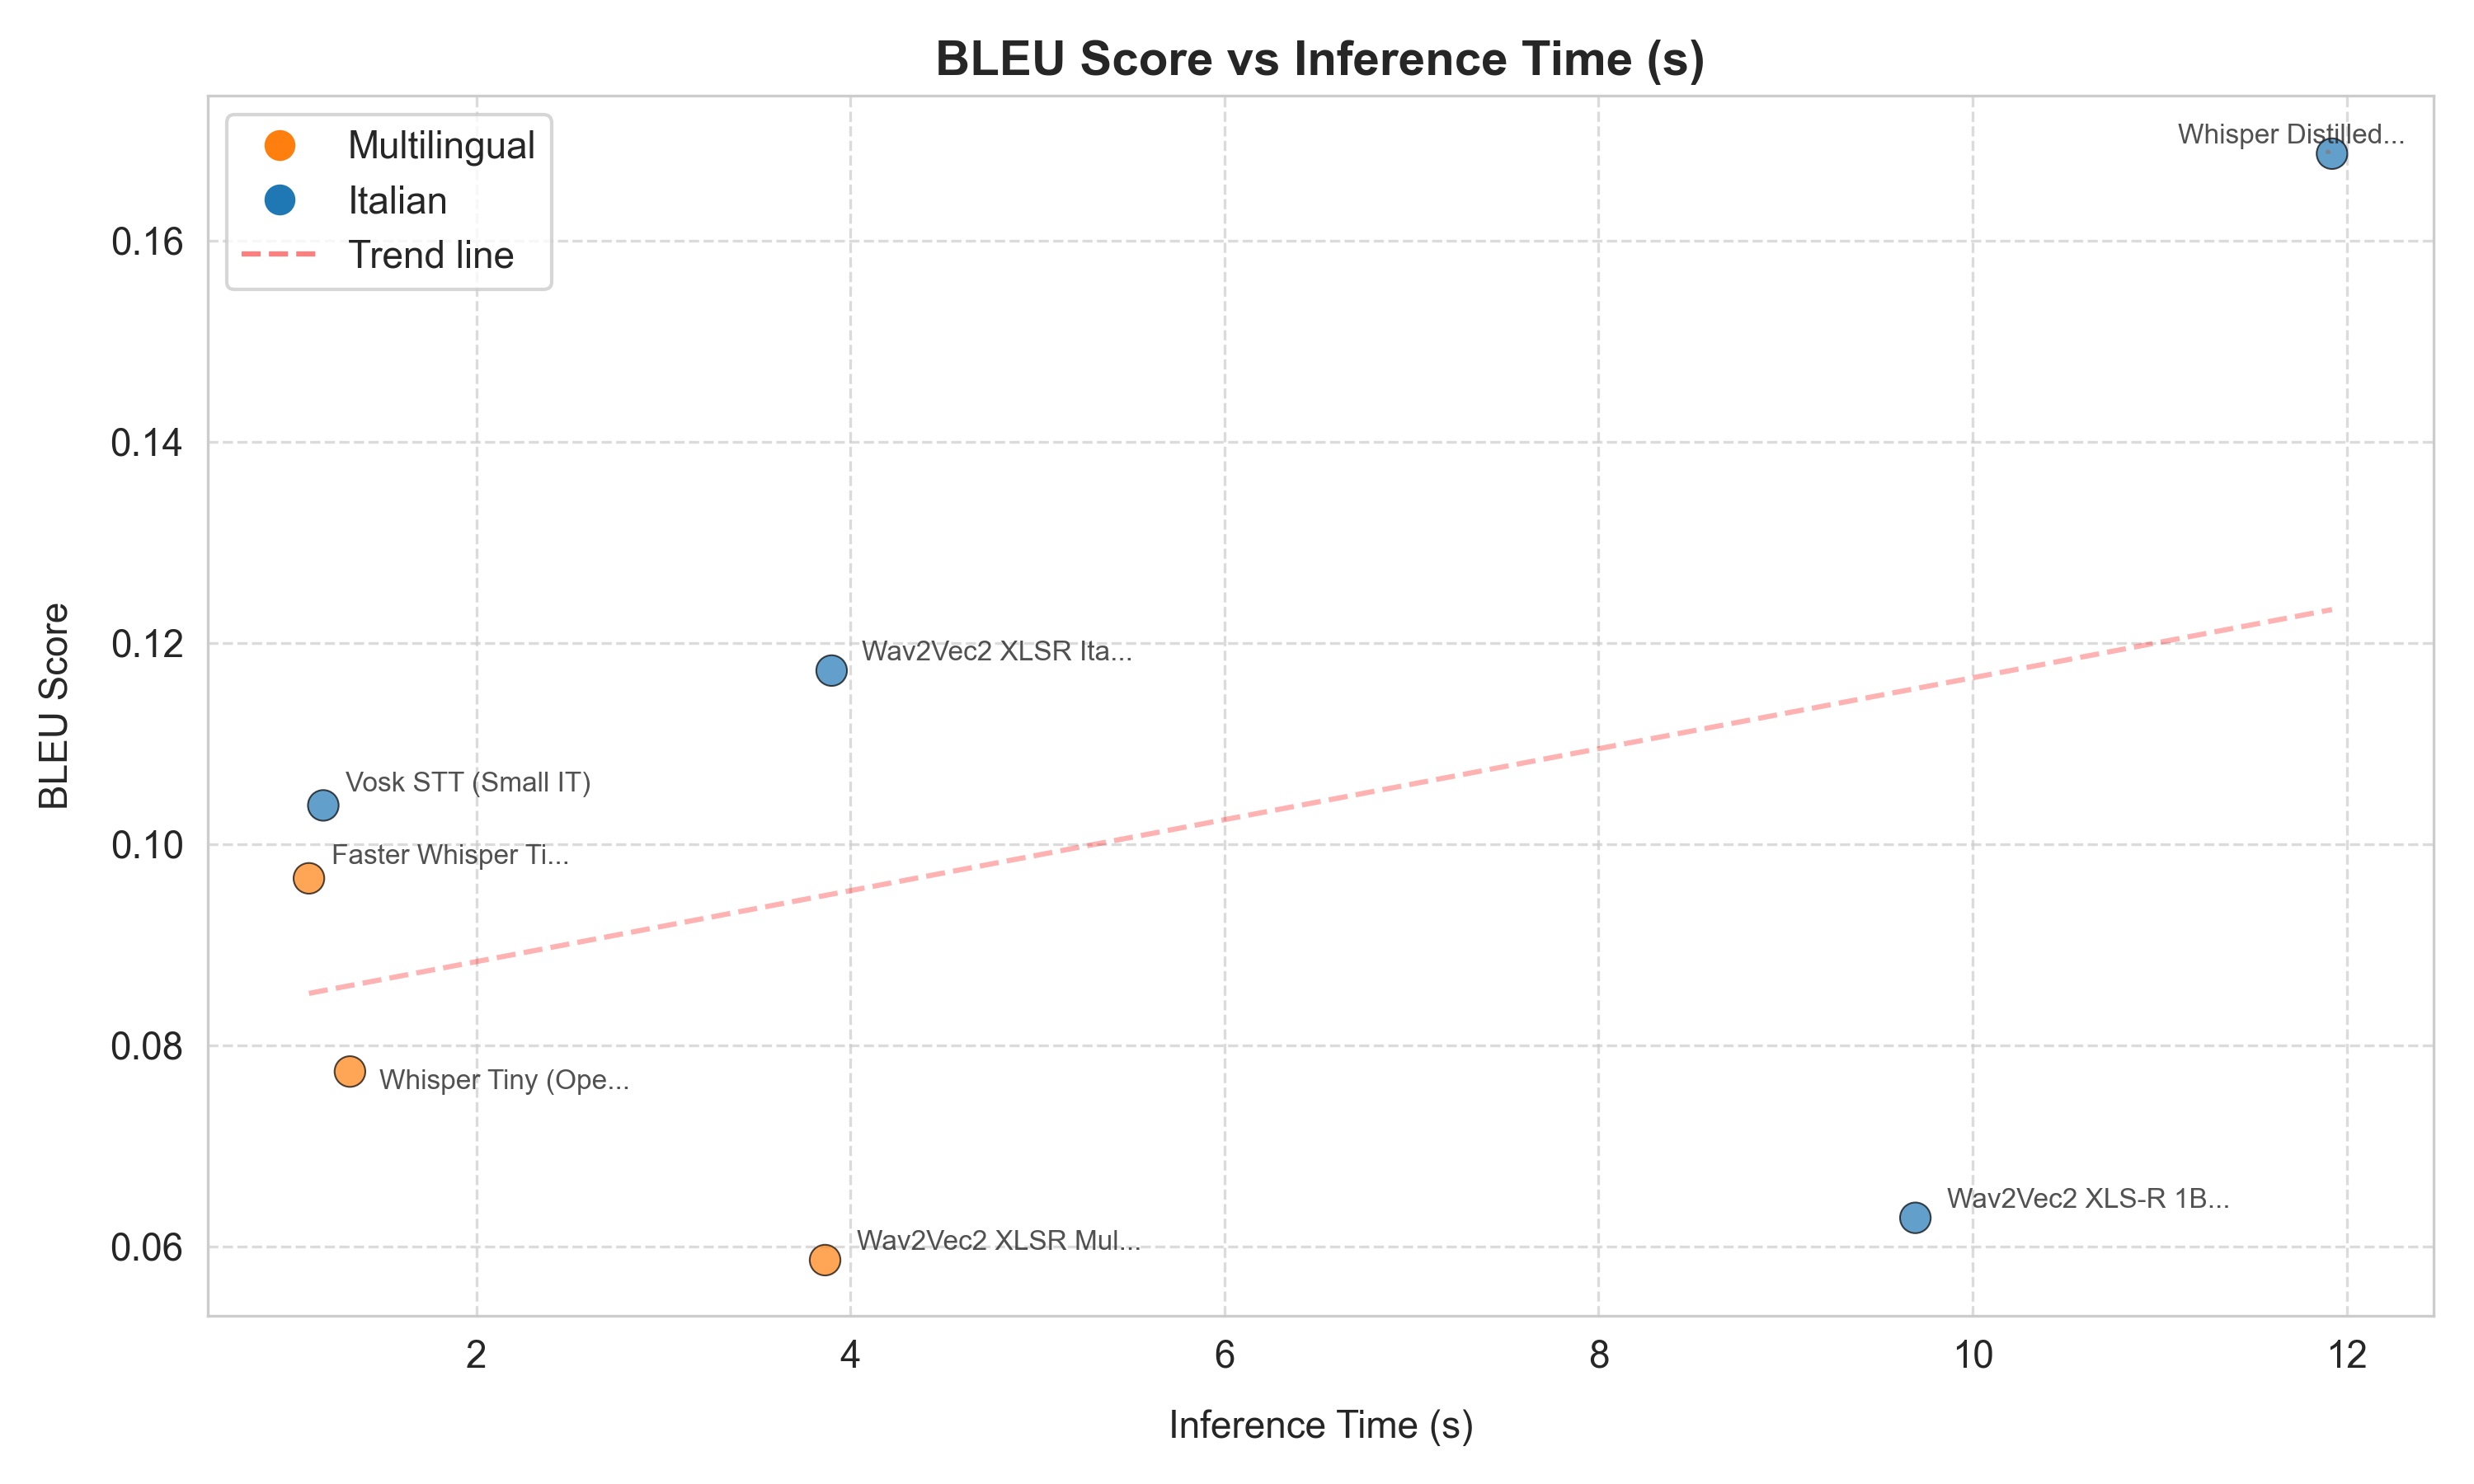 BLEU Score vs Inference Time (s)
Multilingual
Italian
Trend line
Whisper Distilled...
Wav2Vec2 XLSR Ita...
Vosk STT (Small IT)
Faster Whisper Ti...
Whisper Tiny (Ope...
Wav2Vec2 XLS-R 1B...
Wav2Vec2 XLSR Mul...
BLEU Score
0.16
0.14
0.12
0.10
0.08
0.06
2 4 6 8 10 12
Inference Time (s)